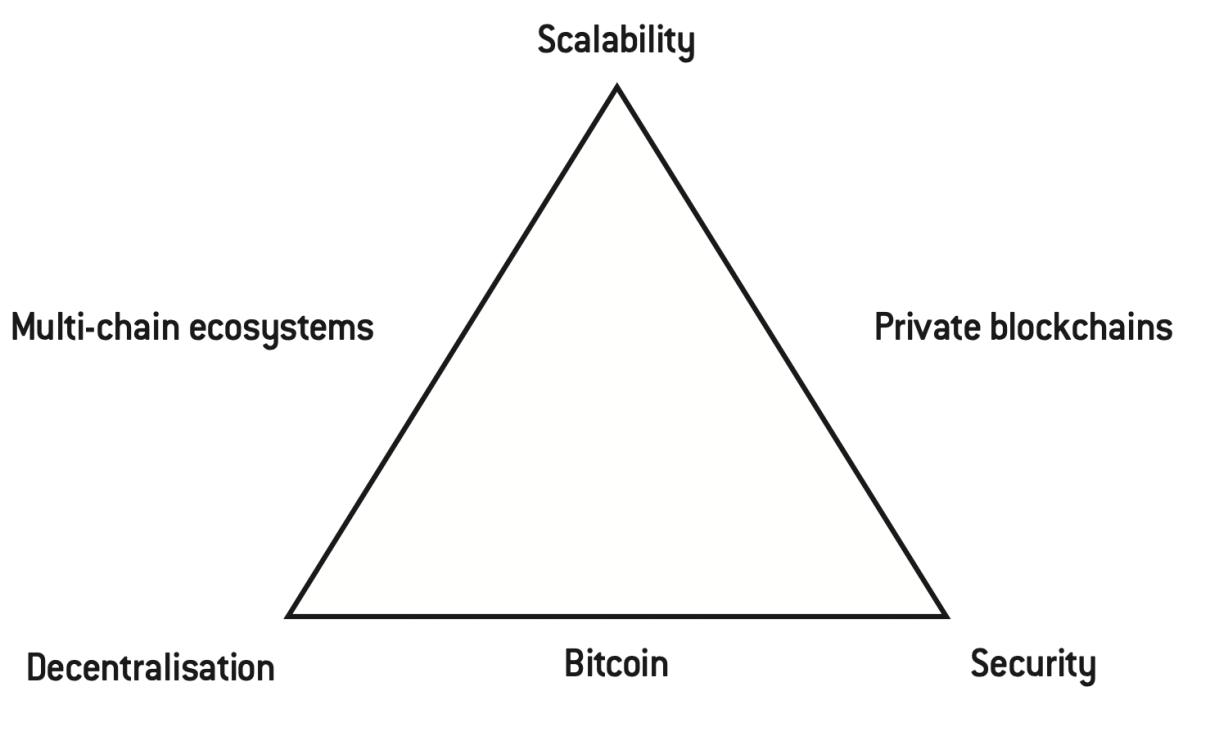 Scalability
Multi-chain ecosystems
Private blockchains
Decentralisation
Bitcoin
Security